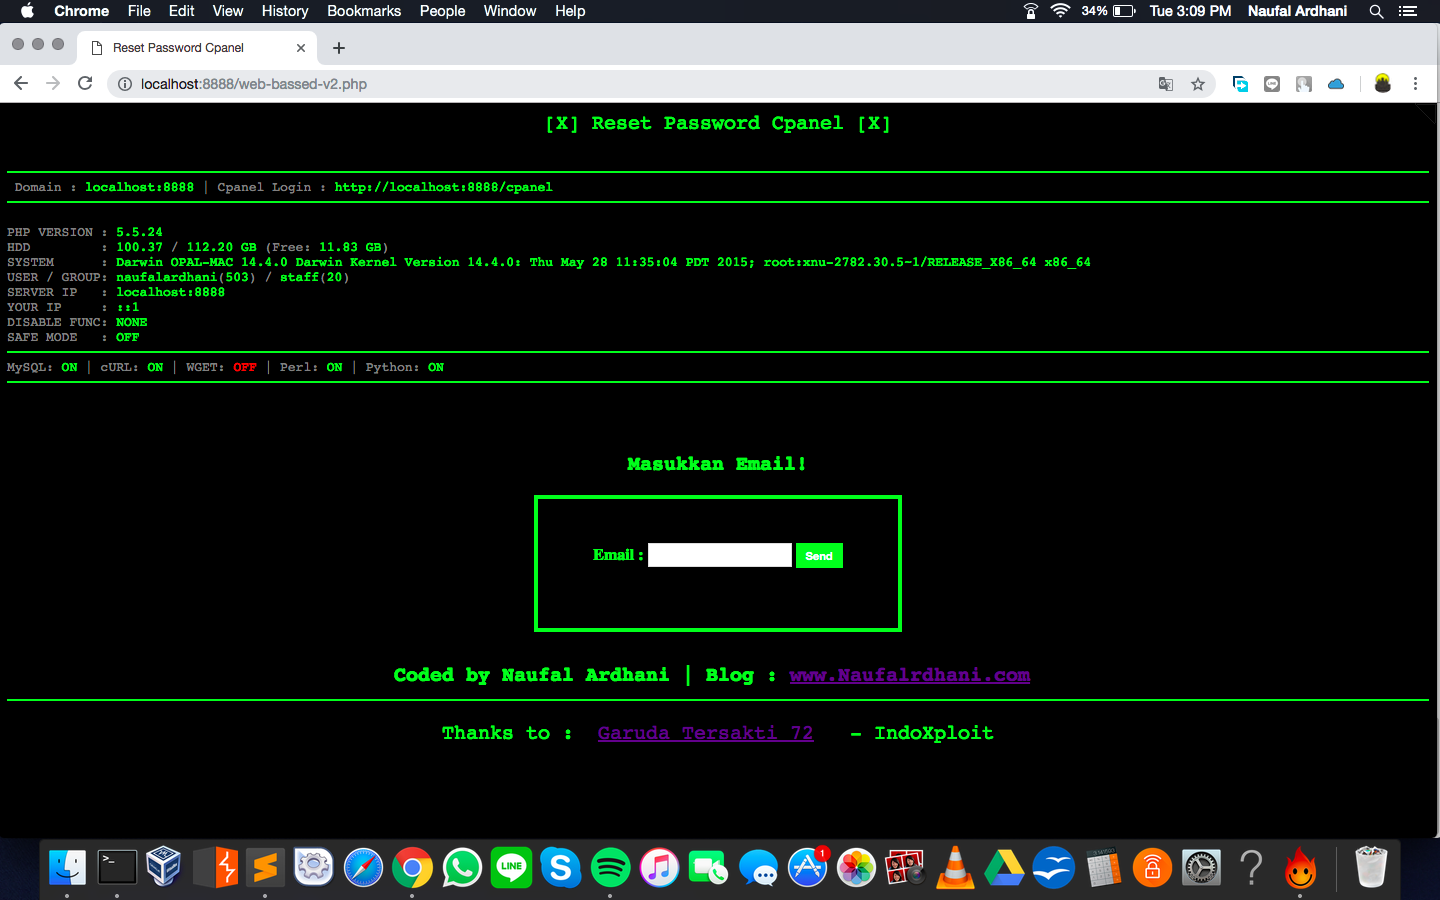 Chrome File Edit View History Bookmarks People Window Help 34% Tue 3:09 PM Naufal Ardhani
Reset Password Cpanel
localhost:8888/web-bassed-v2.php
[X] Reset Password Cpanel [X]
Domain : localhost:8888 | Cpanel Login : http://localhost:8888/cpanel
PHP VERSION : 5.5.24
HDD : 100.37 / 112.20 GB (Free: 11.83 GB)
SYSTEM : Darwin OPAL-MAC 14.4.0 Darwin Kernel Version 14.4.0: Thu May 28 11:35:04 PDT 2015; root:xnu-2782.30.5~1/RELEASE_X86_64 x86_64
USER / GROUP: naufalardhani(503) / staff(20)
SERVER IP : localhost:8888
YOUR IP : ::1
DISABLE FUNC: NONE
SAFE MODE : OFF
MySQL: ON | cURL: ON | WGET: OFF | Perl: ON | Python: ON
Masukkan Email!
Email : Send
Coded by Naufal Ardhani | Blog : www.Naufalrdhani.com
Thanks to : Garuda Tersakti 72 - IndoXploit
LINE 1